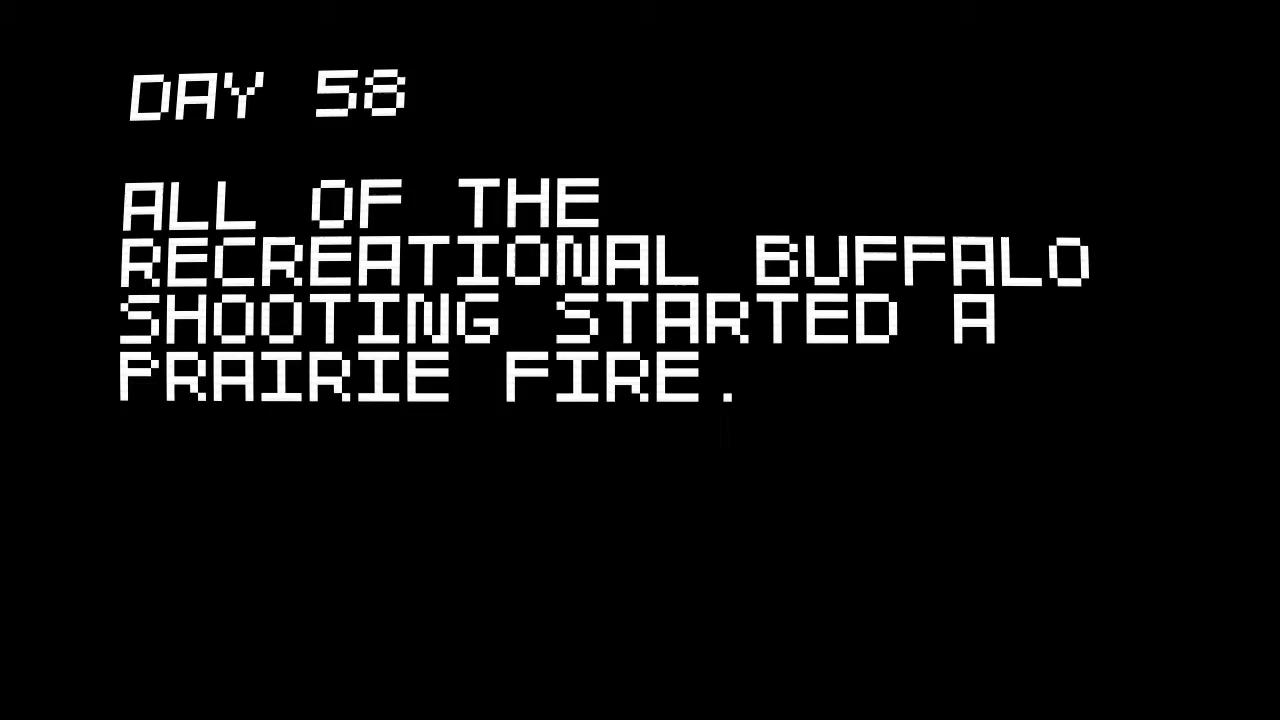 DAY 58
ALL OF THE
RECREATIONAL BUFFALO
SHOOTING STARTED A
PRAIRIE FIRE.